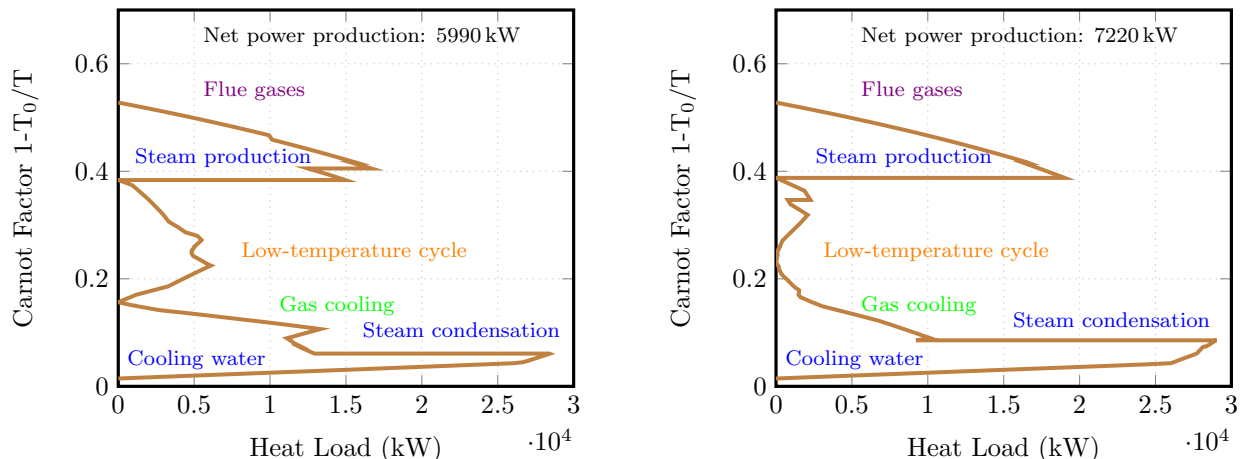 Net power production: 5990 kW
Flue gases
Steam production
Low-temperature cycle
Gas cooling
Steam condensation
Cooling water
Carnot Factor 1-T₀/T
0.6
0.4
0.2
0
0 0.5 1 1.5 2 2.5 3
·10⁴
Heat Load (kW)
Net power production: 7220 kW
Flue gases
Steam production
Low-temperature cycle
Gas cooling
Steam condensation
Cooling water
Carnot Factor 1-T₀/T
0.6
0.4
0.2
0
0 0.5 1 1.5 2 2.5 3
·10⁴
Heat Load (kW)